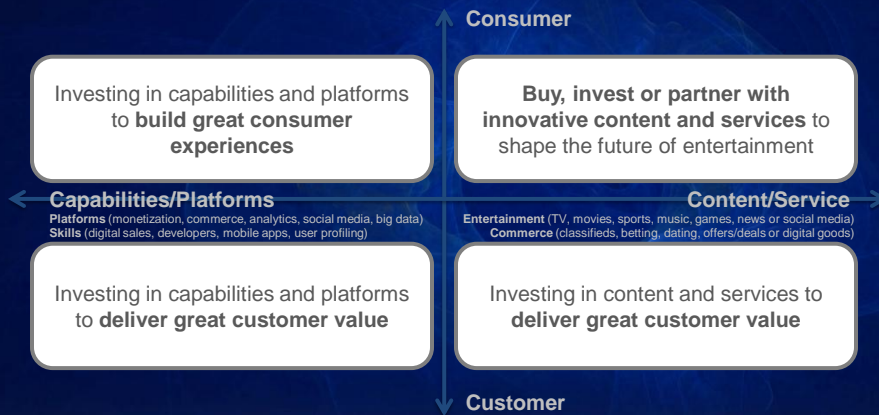 Consumer
Investing in capabilities and platforms
to build great consumer
experiences
Buy, invest or partner with
innovative content and services to
shape the future of entertainment
Capabilities/Platforms
Platforms (monetization, commerce, analytics, social media, big data)
Skills (digital sales, developers, mobile apps, user profiling)
Content/Service
Entertainment (TV, movies, sports, music, games, news or social media)
Commerce (classifieds, betting, dating, offers/deals or digital goods)
Investing in capabilities and platforms
to deliver great customer value
Investing in content and services to
deliver great customer value
Customer